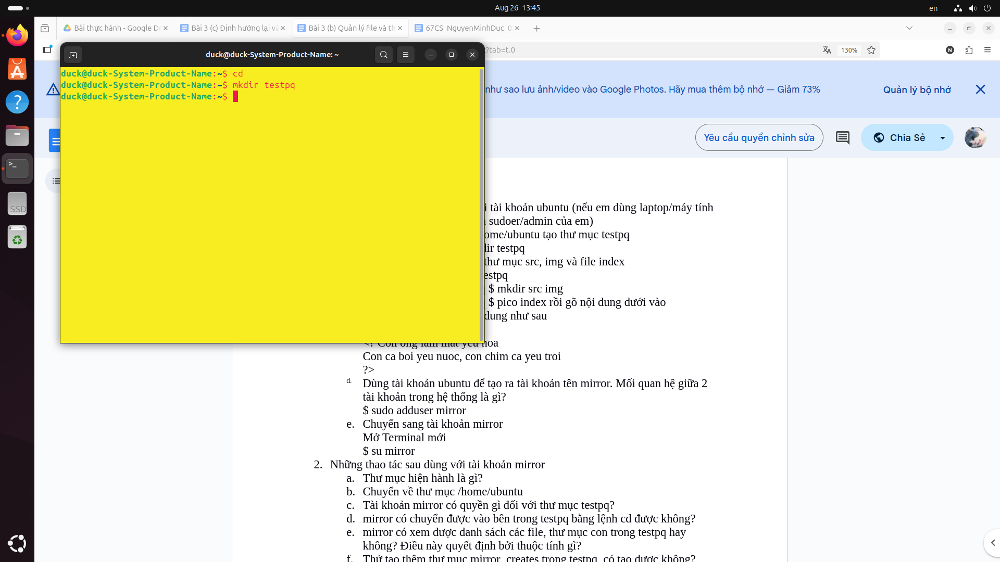 Aug 26 13:45
en
Bài thực hành - Google Dr
Bài 3 (c) Định hướng lại và
Bài 3 (b) Quản lý file và th
67CS_NguyenMinhDuc_0
duck@duck-System-Product-Name: ~
?tab=t.0
130%
N
duck@duck-System-Product-Name:~$ cd
duck@duck-System-Product-Name:~$ mkdir testpq
duck@duck-System-Product-Name:~$
như sao lưu ảnh/video vào Google Photos. Hãy mua thêm bộ nhớ — Giảm 73%
Quản lý bộ nhớ
Yêu cầu quyền chỉnh sửa
Chia Sẻ
SSD
i tài khoản ubuntu (nếu em dùng laptop/máy tính
sudoer/admin của em)
ome/ubuntu tạo thư mục testpq
dir testpq
thư mục src, img và file index
estpq
$ mkdir src img
$ pico index rồi gõ nội dung dưới vào
dung như sau
<? Con ong lam mat yeu hoa
Con ca boi yeu nuoc, con chim ca yeu troi
?>
d. Dùng tài khoản ubuntu để tạo ra tài khoản tên mirror. Mối quan hệ giữa 2
tài khoản trong hệ thống là gì?
$ sudo adduser mirror
e. Chuyển sang tài khoản mirror
Mở Terminal mới
$ su mirror
2. Những thao tác sau dùng với tài khoản mirror
a. Thư mục hiện hành là gì?
b. Chuyển về thư mục /home/ubuntu
c. Tài khoản mirror có quyền gì đối với thư mục testpq?
d. mirror có chuyển được vào bên trong testpq bằng lệnh cd được không?
e. mirror có xem được danh sách các file, thư mục con trong testpq hay
không? Điều này quyết định bởi thuộc tính gì?
f. Thử tạo thêm thư mục mirror_creates trong testpq, có tạo được không?